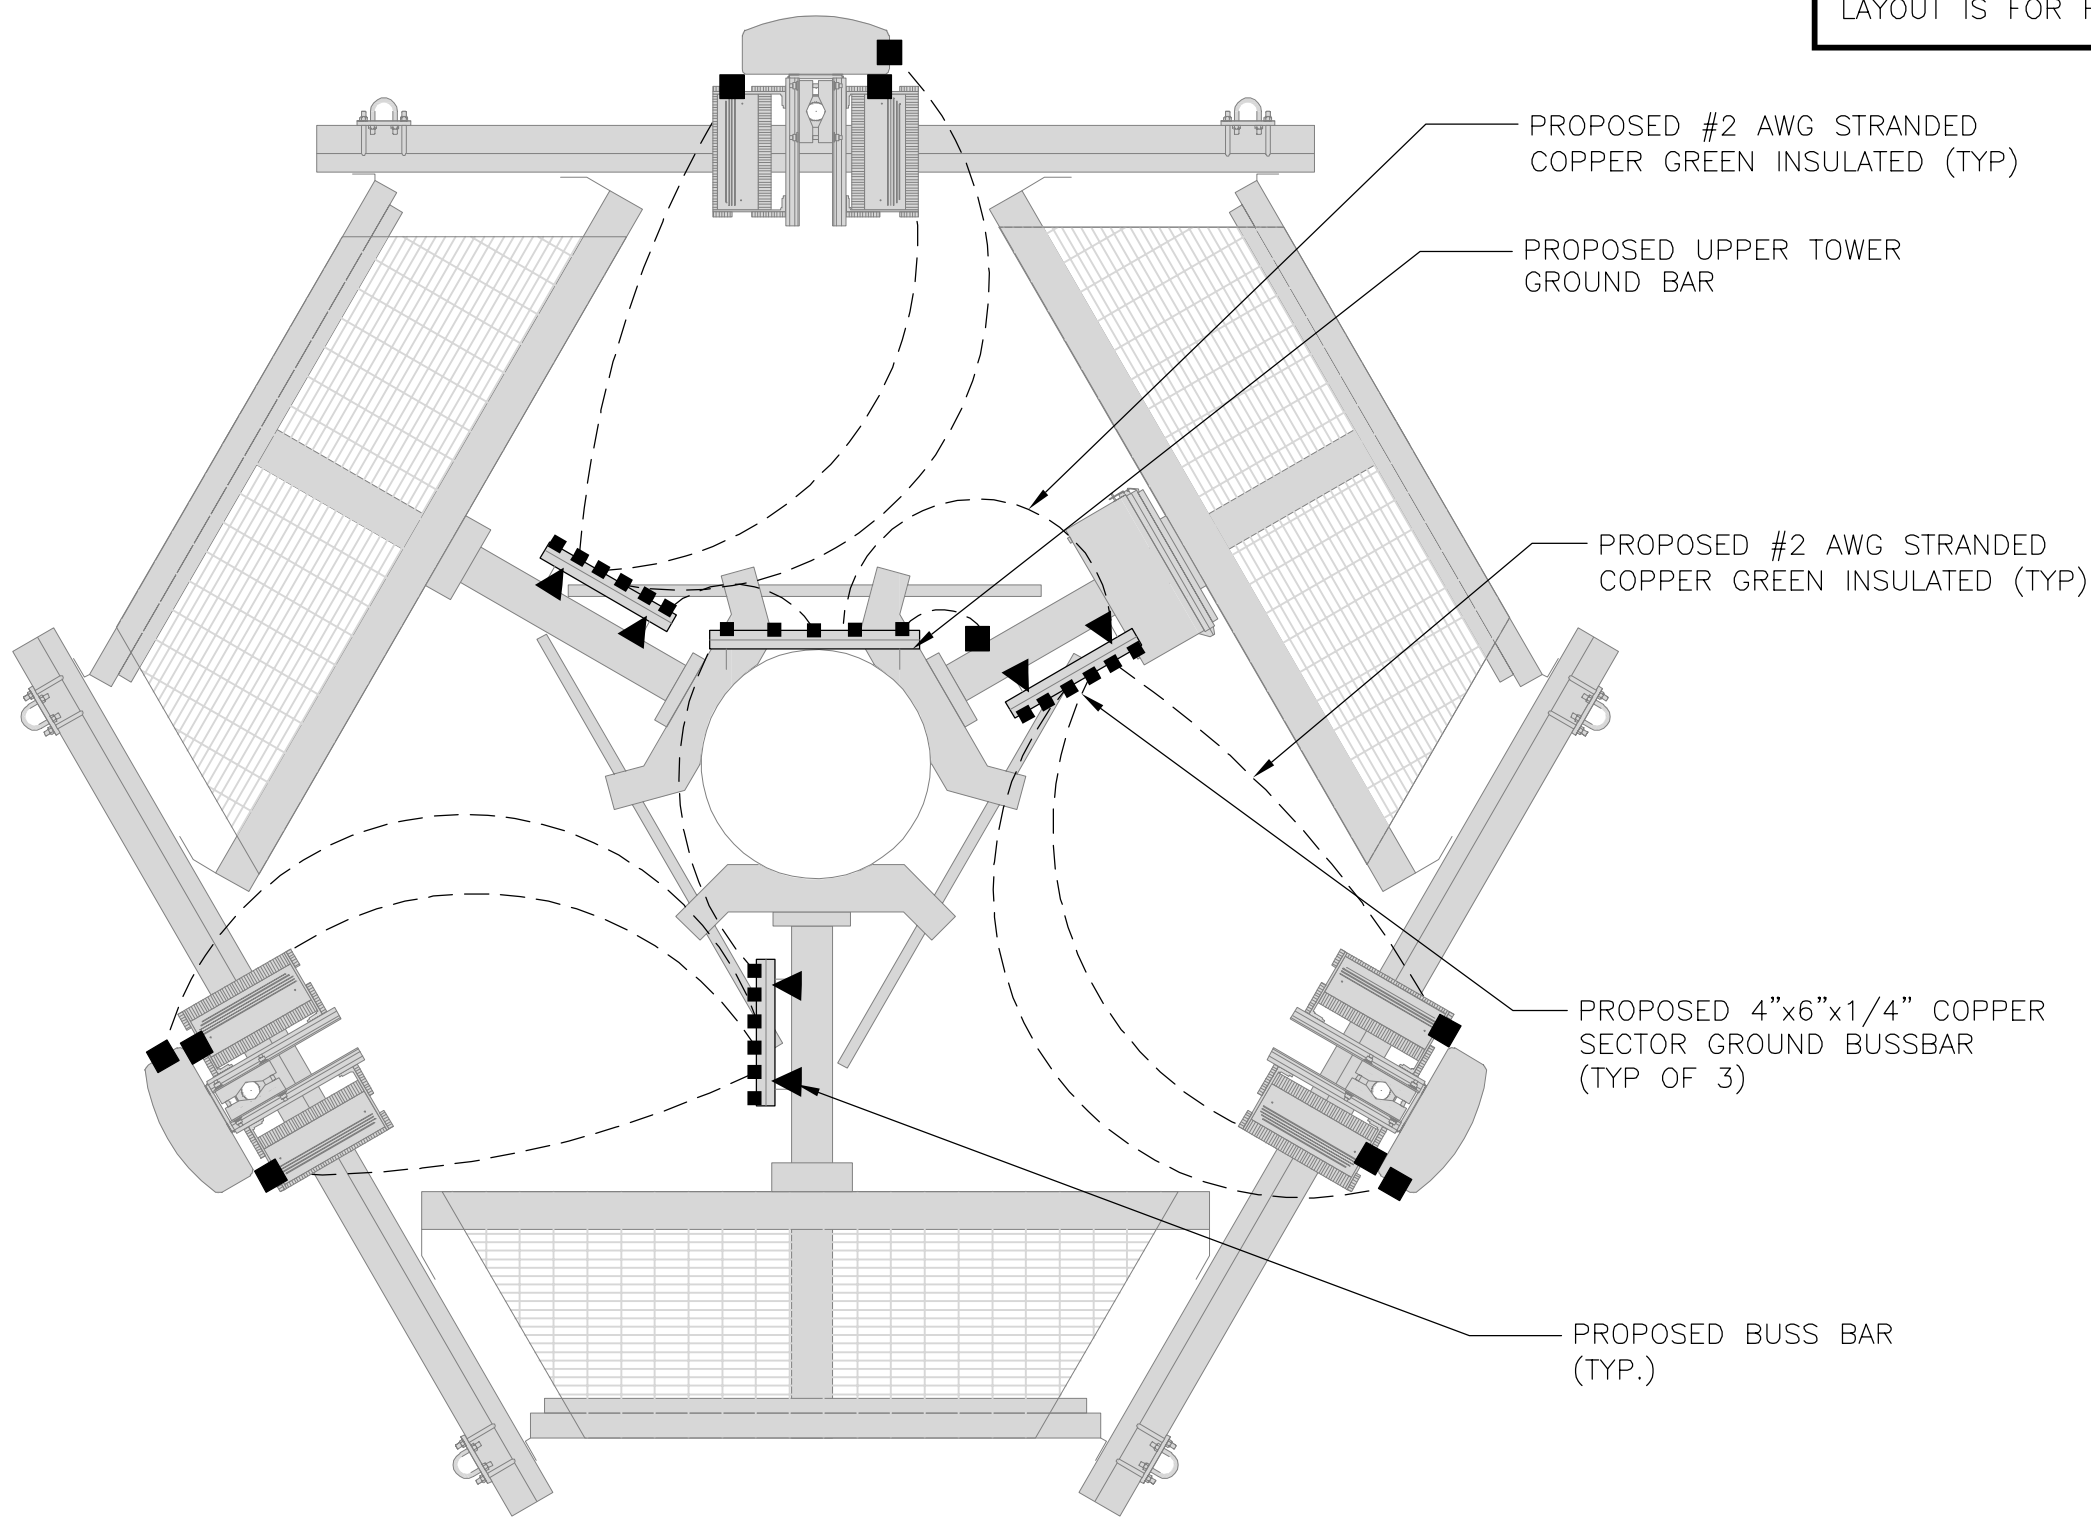 LAYOUT IS FOR
PROPOSED #2 AWG STRANDED
COPPER GREEN INSULATED (TYP)
PROPOSED UPPER TOWER
GROUND BAR
PROPOSED #2 AWG STRANDED
COPPER GREEN INSULATED (TYP)
PROPOSED 4"x6"x1/4" COPPER
SECTOR GROUND BUSSBAR
(TYP OF 3)
PROPOSED BUSS BAR
(TYP.)